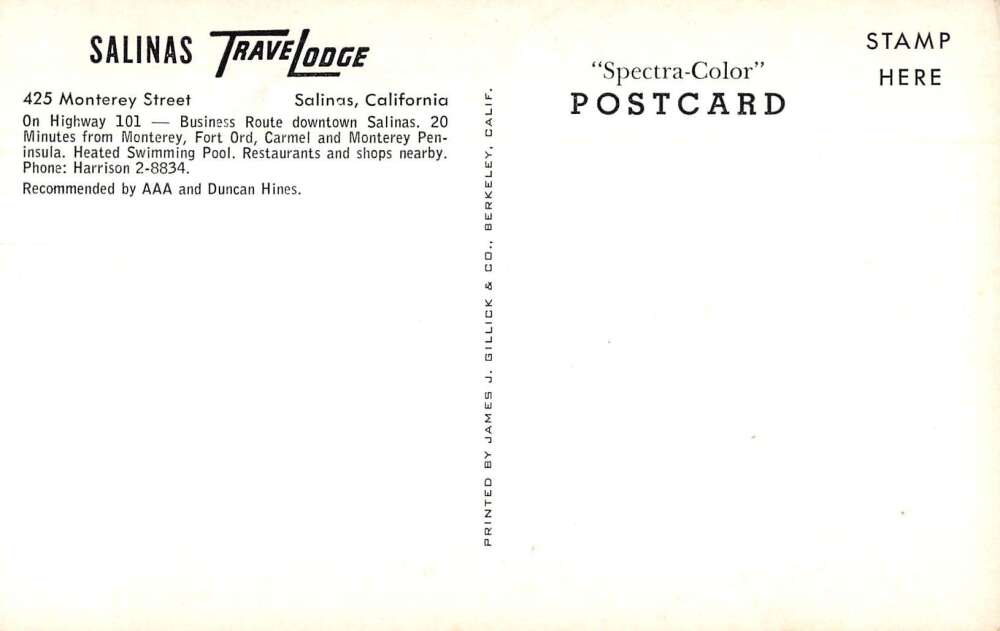 SALINAS TRAVELODGE
425 Monterey Street Salinas, California
On Highway 101 — Business Route downtown Salinas. 20
Minutes from Monterey, Fort Ord, Carmel and Monterey Pen-
insula. Heated Swimming Pool. Restaurants and shops nearby.
Phone: Harrison 2-8834.
Recommended by AAA and Duncan Hines.
PRINTED BY JAMES J. GILLICK & CO., BERKELEY, CALIF.
"Spectra-Color"
POSTCARD
STAMP
HERE